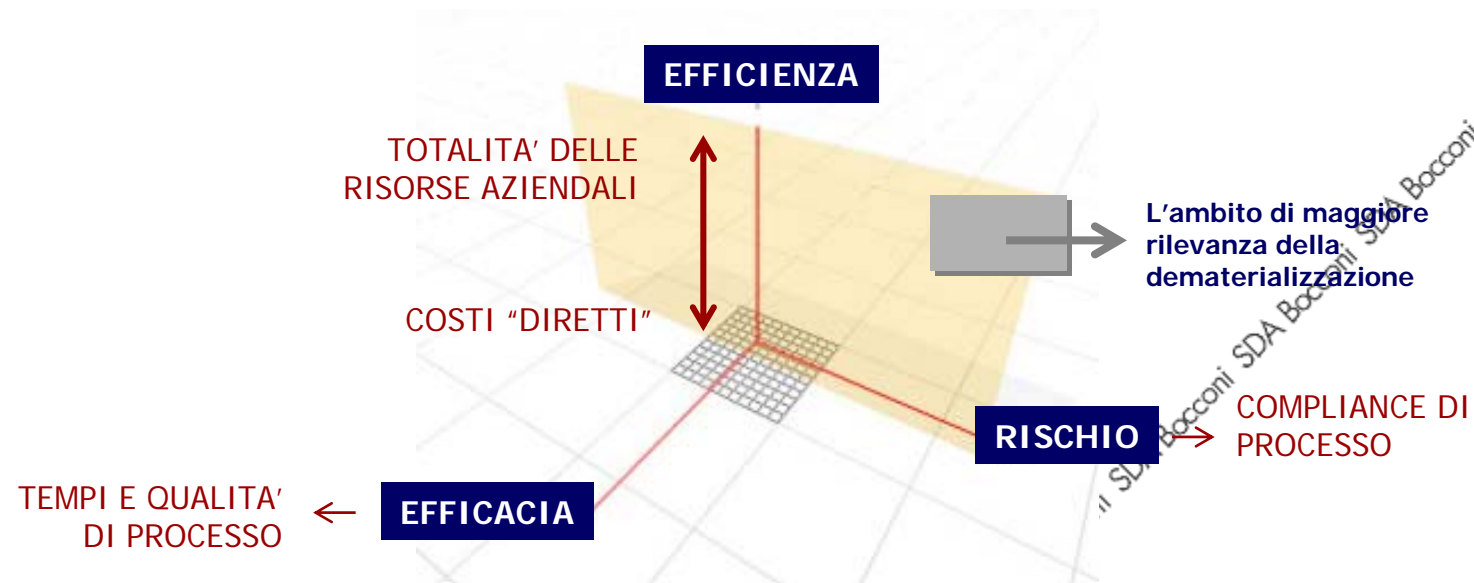 EFFICIENZA
TOTALITA’ DELLE
RISORSE AZIENDALI
COSTI “DIRETTI”
L’ambito di maggiore
rilevanza della
dematerializzazione
RISCHIO
COMPLIANCE DI
PROCESSO
TEMPI E QUALITA’
DI PROCESSO
EFFICACIA
SDA Bocconi SDA Bocconi SDA Bocconi